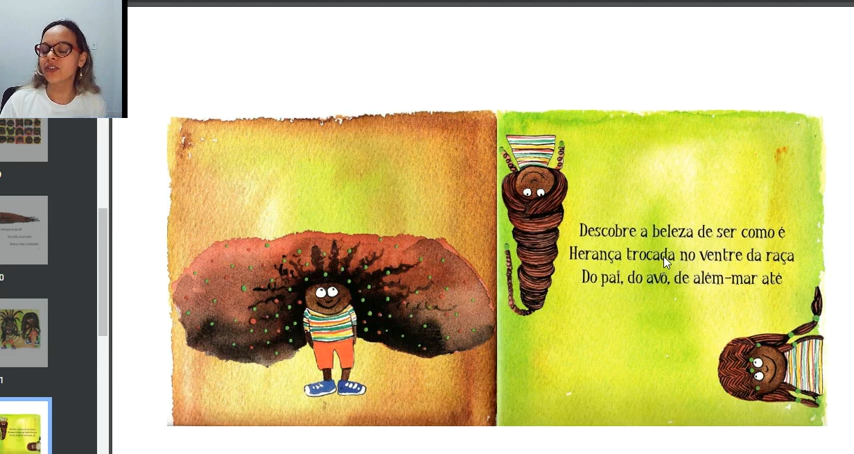 Descobre a beleza de ser como é
Herança trocada no ventre da raça
Do pai, do avô, de além-mar até